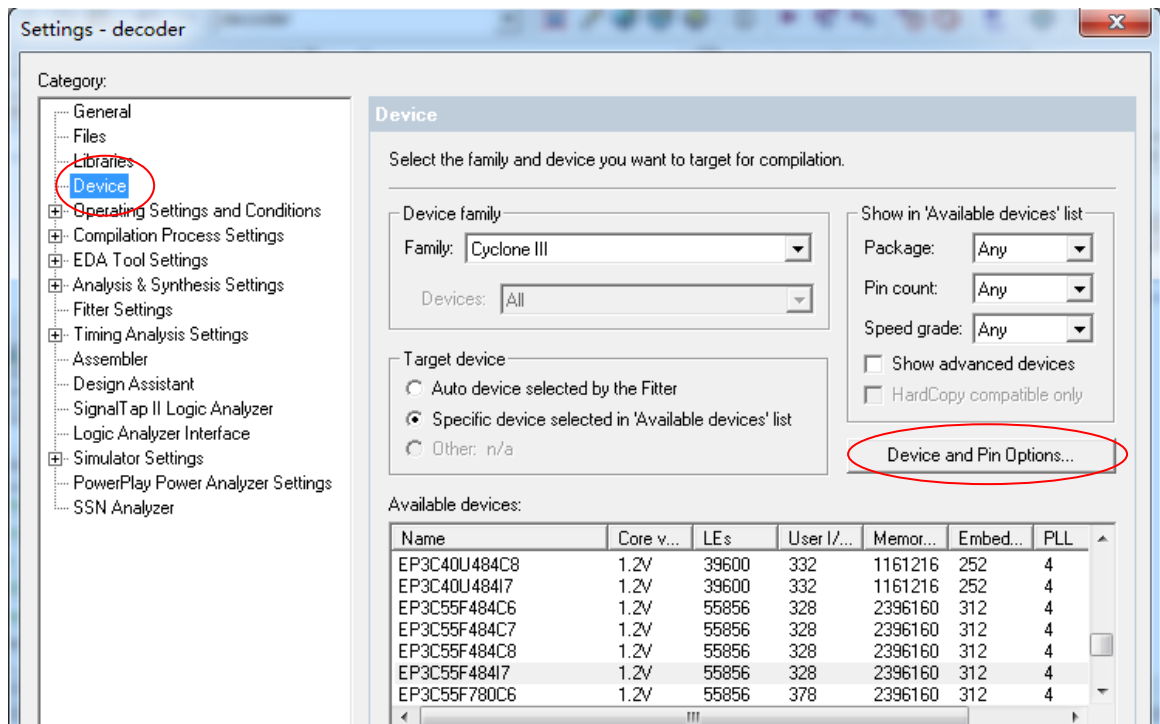 Settings - decoder
Category:
General
Files
Libraries
Device
Operating Settings and Conditions
Compilation Process Settings
EDA Tool Settings
Analysis & Synthesis Settings
Fitter Settings
Timing Analysis Settings
Assembler
Design Assistant
SignalTap II Logic Analyzer
Logic Analyzer Interface
Simulator Settings
PowerPlay Power Analyzer Settings
SSN Analyzer
Device
Select the family and device you want to target for compilation.
Device family
Family: Cyclone III
Devices: All
Target device
Auto device selected by the Fitter
Specific device selected in 'Available devices' list
Other: n/a
Show in 'Available devices' list
Package: Any
Pin count: Any
Speed grade: Any
Show advanced devices
HardCopy compatible only
Device and Pin Options...
Available devices:
Name Core v... LEs User I/... Memor... Embed... PLL
EP3C40U484C8 1.2V 39600 332 1161216 252 4
EP3C40U484I7 1.2V 39600 332 1161216 252 4
EP3C55F484C6 1.2V 55856 328 2396160 312 4
EP3C55F484C7 1.2V 55856 328 2396160 312 4
EP3C55F484C8 1.2V 55856 328 2396160 312 4
EP3C55F484I7 1.2V 55856 328 2396160 312 4
EP3C55F780C6 1.2V 55856 378 2396160 312 4